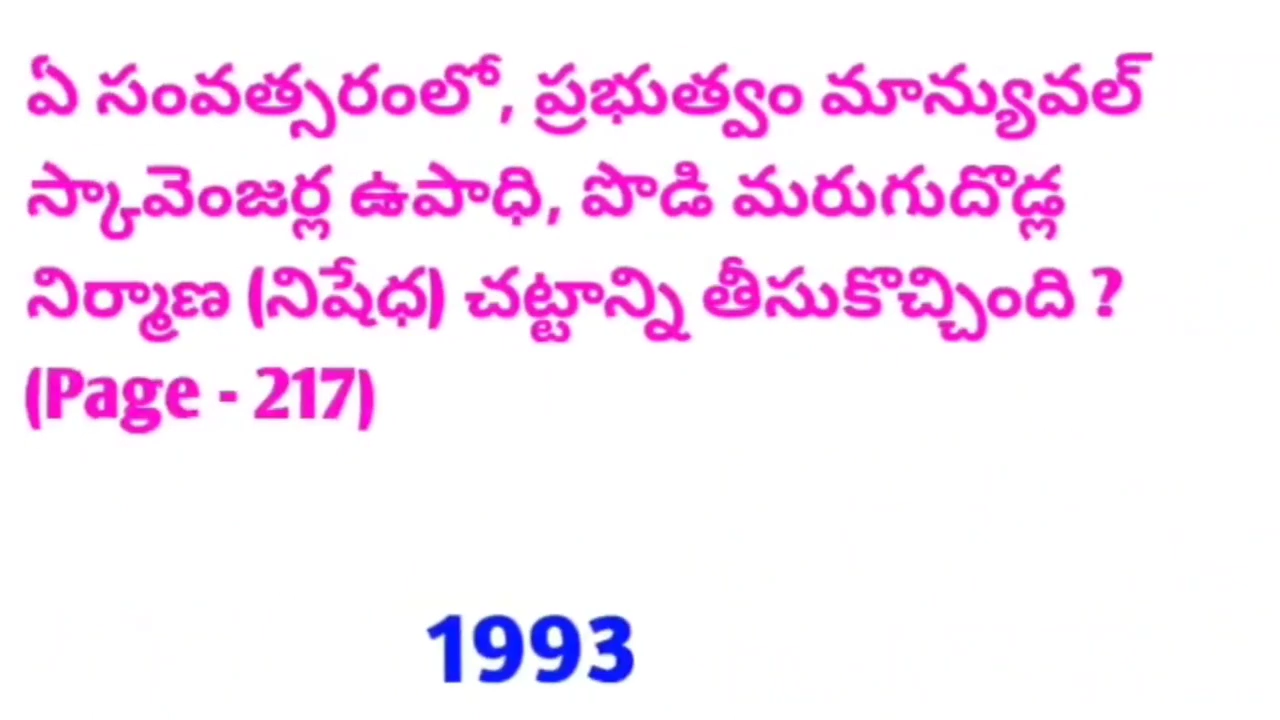 ఏ సంవత్సరంలో, ప్రభుత్వం మాన్యువల్
స్కావెంజర్ల ఉపాధి, పొడి మరుగుదొడ్ల
నిర్మాణ (నిషేధ) చట్టాన్ని తీసుకొచ్చింది ?
(Page - 217)
1993